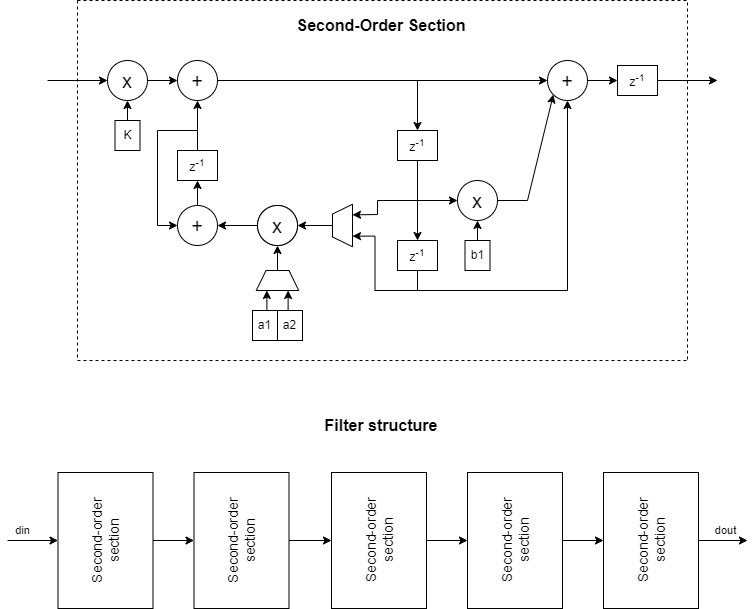 Second-Order Section
X
+
+
z-1
K
z-1
z-1
+
X
X
z-1
b1
a1
a2
Filter structure
din
Second-order
section
Second-order
section
Second-order
section
Second-order
section
Second-order
section
dout